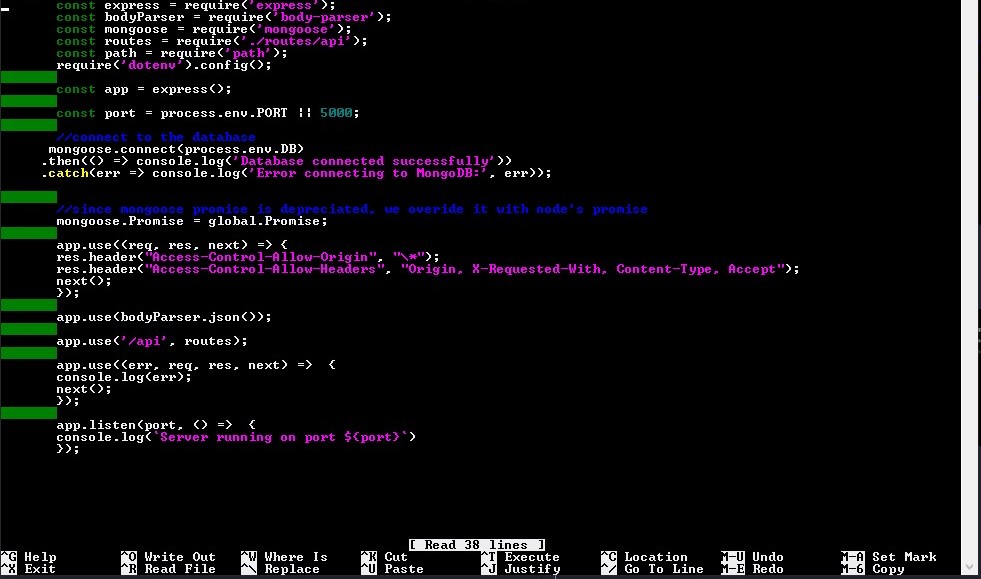 const express = require('express');
const bodyParser = require('body-parser');
const mongoose = require('mongoose');
const routes = require('./routes/api');
const path = require('path');
require('dotenv').config();
const app = express();
const port = process.env.PORT || 5000;
//connect to the database
mongoose.connect(process.env.DB)
.then(() => console.log('Database connected successfully'))
.catch(err => console.log('Error connecting to MongoDB:', err));
//since mongoose promise is depreciated, we overide it with node's promise
mongoose.Promise = global.Promise;
app.use((req, res, next) => {
res.header("Access-Control-Allow-Origin", "\*");
res.header("Access-Control-Allow-Headers", "Origin, X-Requested-With, Content-Type, Accept");
next();
});
app.use(bodyParser.json());
app.use('/api', routes);
app.use((err, req, res, next) => {
console.log(err);
next();
});
app.listen(port, () => {
console.log(`Server running on port ${port}`)
});
[ Read 38 lines ]
^G Help ^O Write Out ^W Where Is ^K Cut ^T Execute ^C Location M-U Undo M-A Set Mark
^X Exit ^R Read File ^\ Replace ^U Paste ^J Justify ^/ Go To Line M-E Redo M-6 Copy